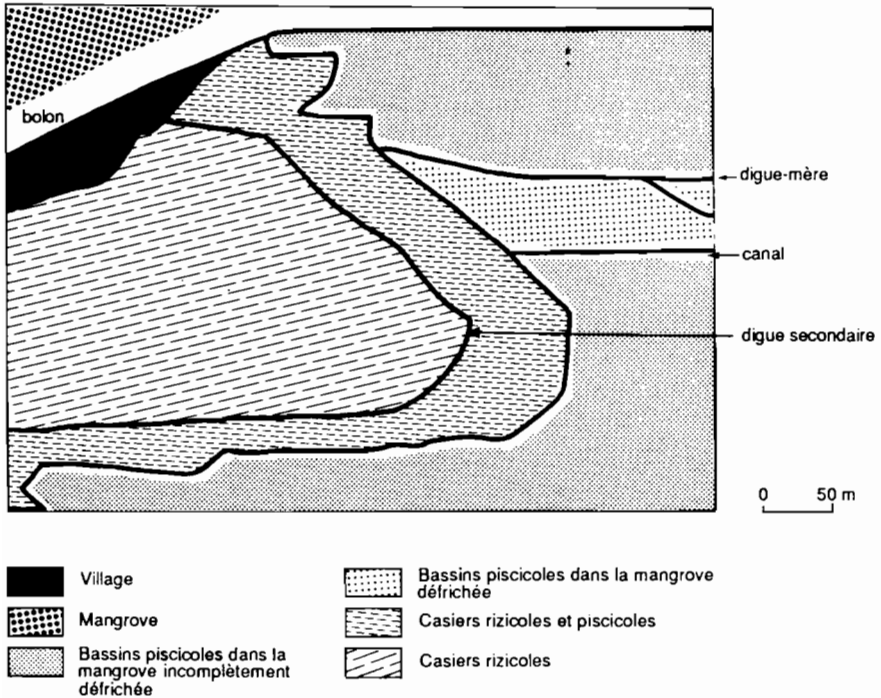 bolon
digue-mère
canal
digue secondaire
0 50 m
Village
Mangrove
Bassins piscicoles dans la
mangrove incomplètement
défrichée
Bassins piscicoles dans la mangrove
défrichée
Casiers rizicoles et piscicoles
Casiers rizicoles